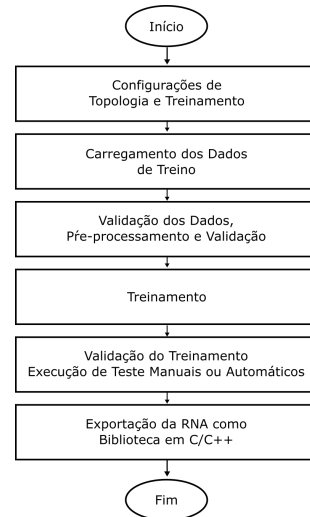 Início
Configurações de
Topologia e Treinamento
Carregamento dos Dados
de Treino
Validação dos Dados,
Pŕe-processamento e Validação
Treinamento
Validação do Treinamento
Execução de Teste Manuais ou Automáticos
Exportação da RNA como
Biblioteca em C/C++
Fim